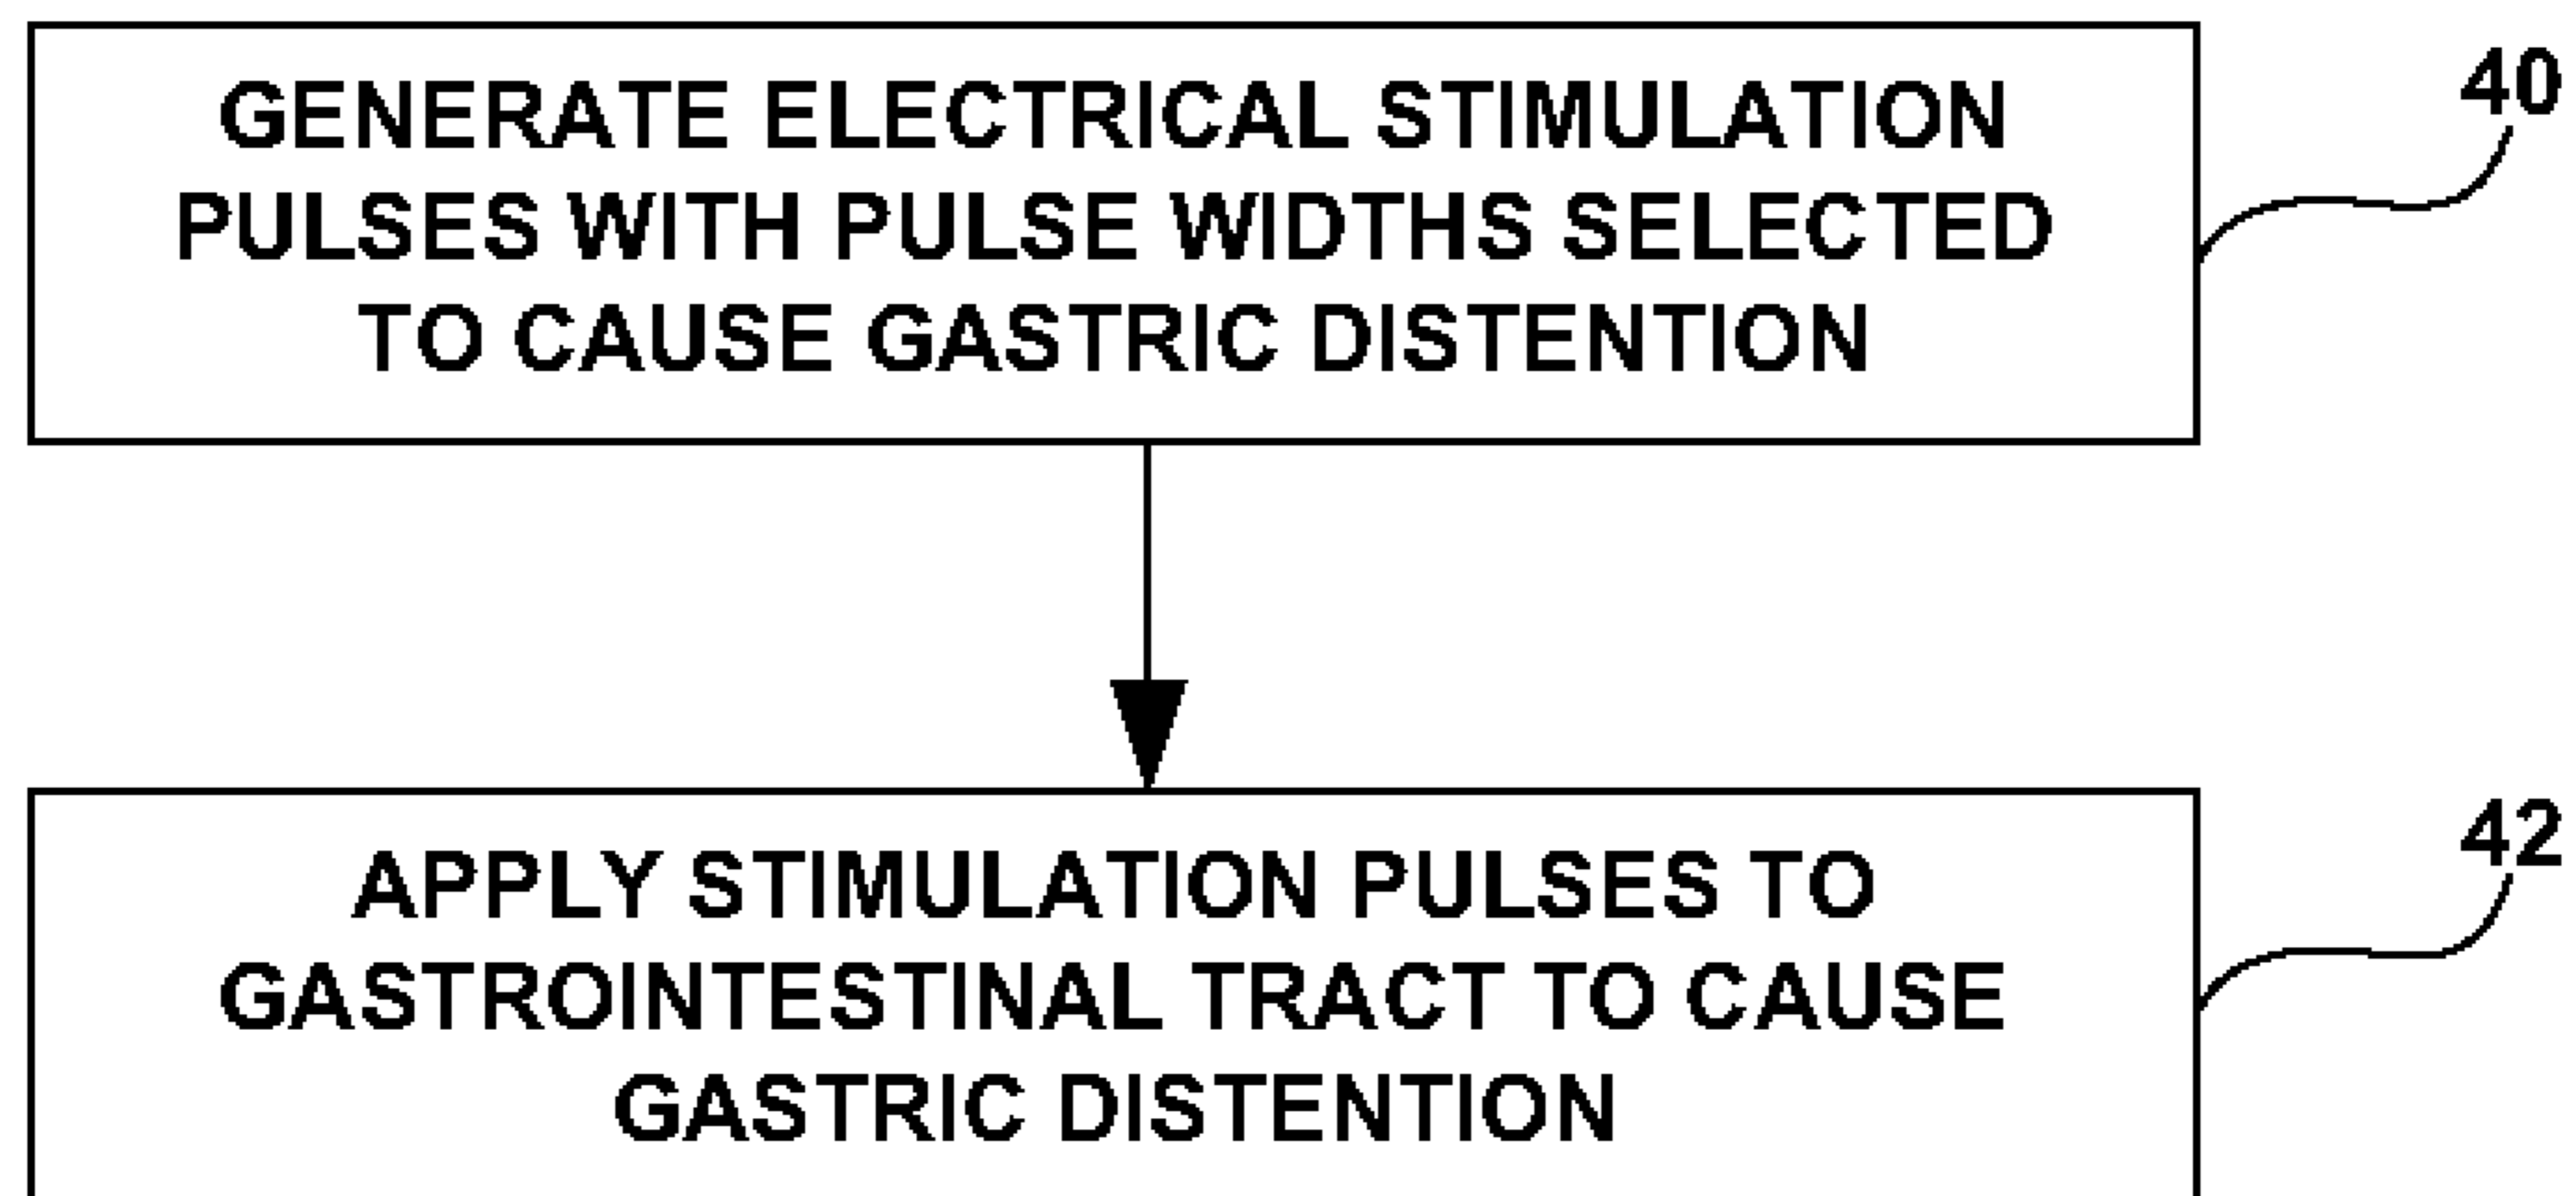 GENERATE ELECTRICAL STIMULATION
PULSES WITH PULSE WIDTHS SELECTED
TO CAUSE GASTRIC DISTENTION
40
APPLY STIMULATION PULSES TO
GASTROINTESTINAL TRACT TO CAUSE
GASTRIC DISTENTION
42